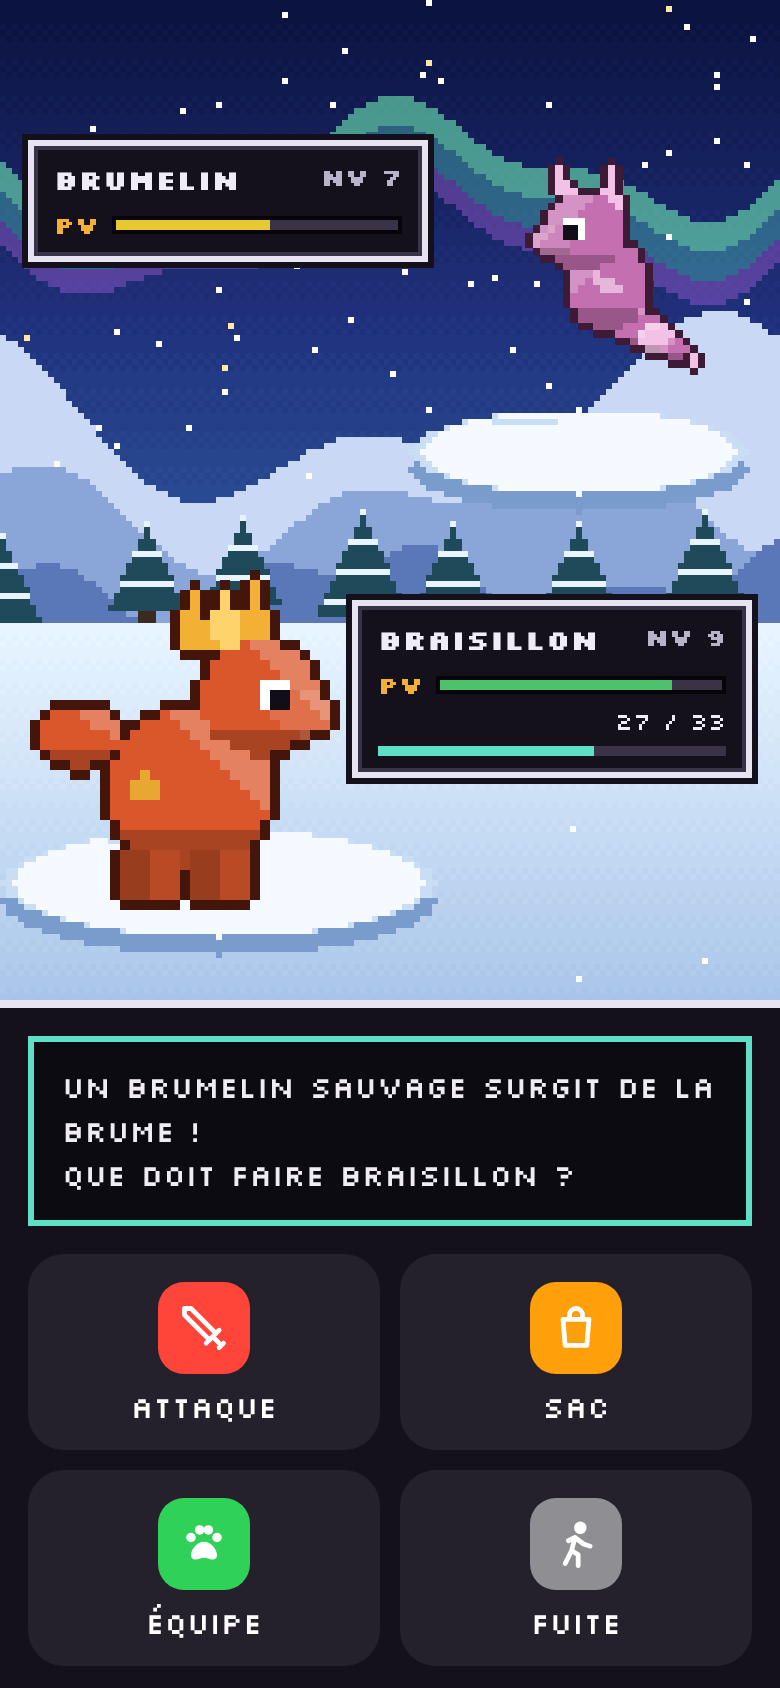 BRUMELIN NV 7
PV
BRAISILLON NV 9
PV
27 / 33
UN BRUMELIN SAUVAGE SURGIT DE LA
BRUME !
QUE DOIT FAIRE BRAISILLON ?
ATTAQUE
SAC
ÉQUIPE
FUITE